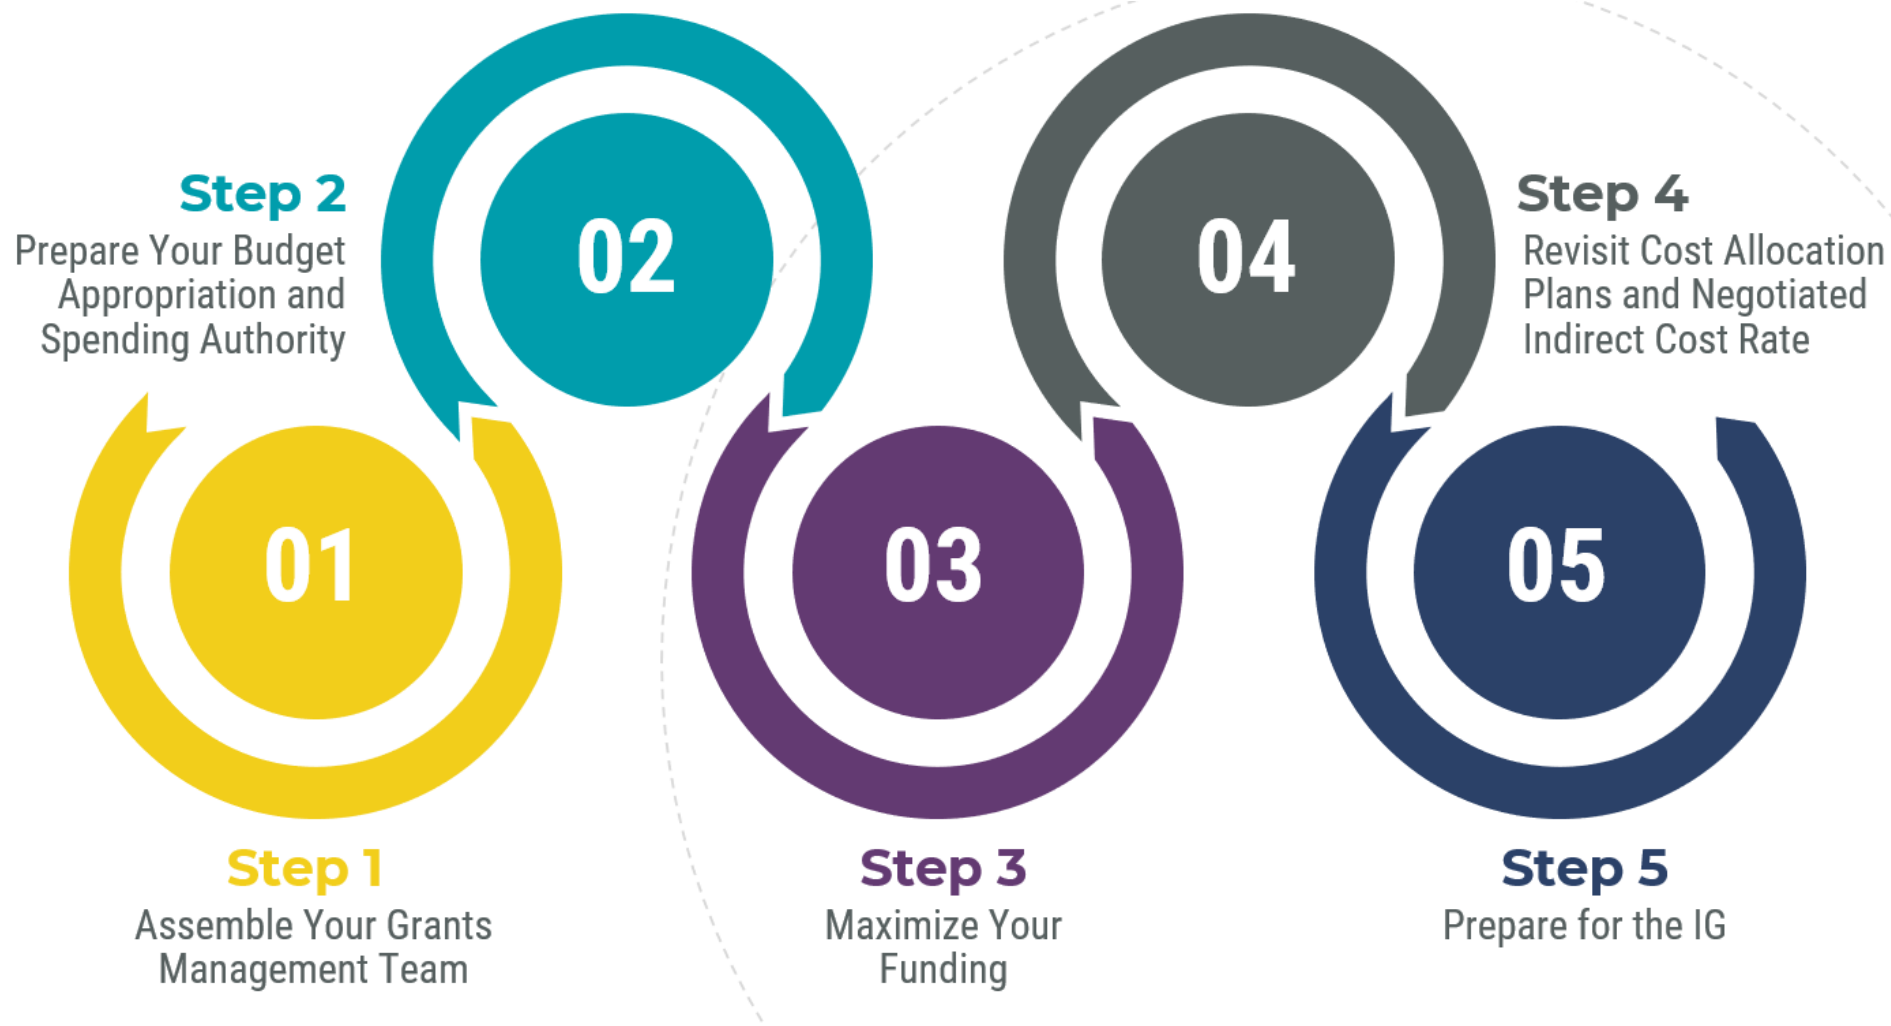 01
Step 1
Assemble Your Grants
Management Team
02
Step 2
Prepare Your Budget
Appropriation and
Spending Authority
03
Step 3
Maximize Your
Funding
04
Step 4
Revisit Cost Allocation
Plans and Negotiated
Indirect Cost Rate
05
Step 5
Prepare for the IG